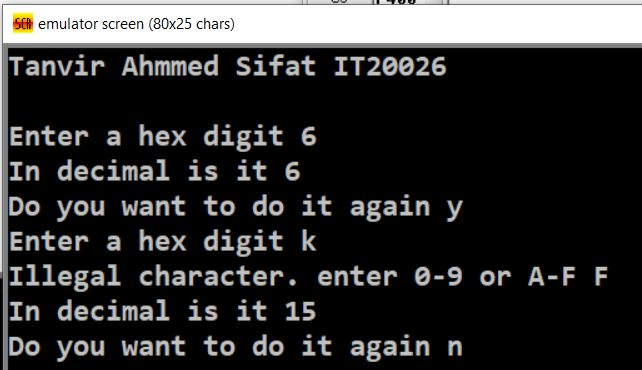 emulator screen (80x25 chars)
Tanvir Ahmmed Sifat IT20026
Enter a hex digit 6
In decimal is it 6
Do you want to do it again y
Enter a hex digit k
Illegal character. enter 0-9 or A-F F
In decimal is it 15
Do you want to do it again n